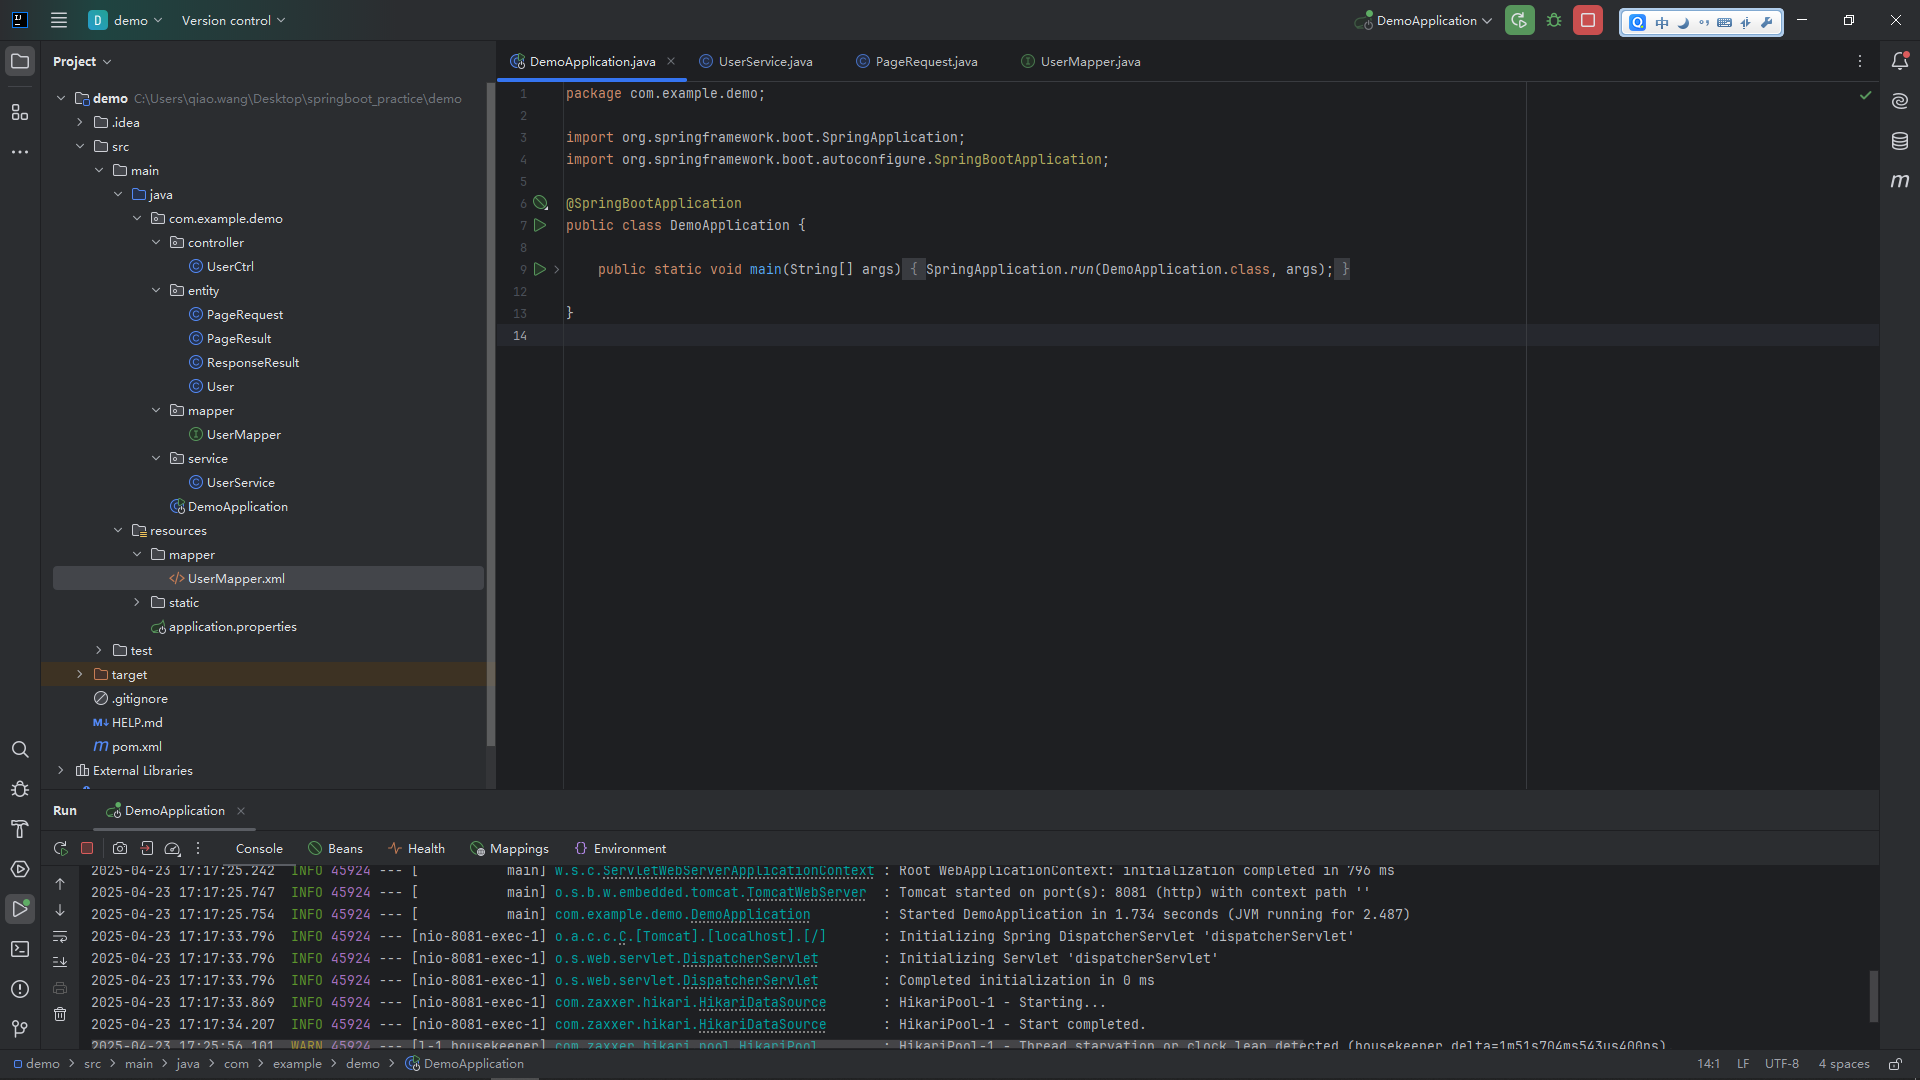 demo
Version control
DemoApplication
中
Project
DemoApplication.java
UserService.java
PageRequest.java
UserMapper.java
demo C:\Users\qiao.wang\Desktop\springboot_practice\demo
.idea
src
main
java
com.example.demo
controller
UserCtrl
entity
PageRequest
PageResult
ResponseResult
User
mapper
UserMapper
service
UserService
DemoApplication
resources
mapper
UserMapper.xml
static
application.properties
test
target
.gitignore
HELP.md
pom.xml
External Libraries
1 package com.example.demo;
2
3 import org.springframework.boot.SpringApplication;
4 import org.springframework.boot.autoconfigure.SpringBootApplication;
5
6 @SpringBootApplication
7 public class DemoApplication {
8
9 public static void main(String[] args) { SpringApplication.run(DemoApplication.class, args); }
12
13 }
14
Run DemoApplication
Console Beans Health Mappings Environment
2025-04-23 17:17:25.242 INFO 45924 --- [ main] w.s.c.ServletWebServerApplicationContext : Root WebApplicationContext: initialization completed in 796 ms
2025-04-23 17:17:25.747 INFO 45924 --- [ main] o.s.b.w.embedded.tomcat.TomcatWebServer : Tomcat started on port(s): 8081 (http) with context path ''
2025-04-23 17:17:25.754 INFO 45924 --- [ main] com.example.demo.DemoApplication : Started DemoApplication in 1.734 seconds (JVM running for 2.487)
2025-04-23 17:17:33.796 INFO 45924 --- [nio-8081-exec-1] o.a.c.c.C.[Tomcat].[localhost].[/] : Initializing Spring DispatcherServlet 'dispatcherServlet'
2025-04-23 17:17:33.796 INFO 45924 --- [nio-8081-exec-1] o.s.web.servlet.DispatcherServlet : Initializing Servlet 'dispatcherServlet'
2025-04-23 17:17:33.796 INFO 45924 --- [nio-8081-exec-1] o.s.web.servlet.DispatcherServlet : Completed initialization in 0 ms
2025-04-23 17:17:33.869 INFO 45924 --- [nio-8081-exec-1] com.zaxxer.hikari.HikariDataSource : HikariPool-1 - Starting...
2025-04-23 17:17:34.207 INFO 45924 --- [nio-8081-exec-1] com.zaxxer.hikari.HikariDataSource : HikariPool-1 - Start completed.
2025-04-23 17:25:56.101 WARN 45924 --- [l-1 housekeeper] com.zaxxer.hikari.pool.HikariPool : HikariPool-1 - Thread starvation or clock leap detected (housekeeper delta=1m51s704ms543us400ns).
demo > src > main > java > com > example > demo > DemoApplication
14:1 LF UTF-8 4 spaces